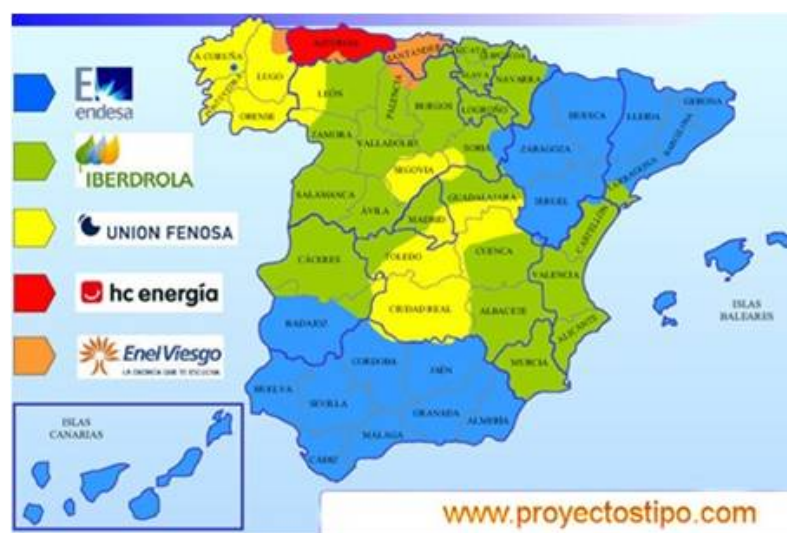 E.
endesa
IBERDROLA
UNION FENOSA
hc energía
Enel Viesgo
LA ENERGÍA QUE TE ESCUCHA
A CORUÑA
LUGO
ORENSE
ASTURIAS
SANTANDER
NAVARRA
LEÓN
PALENCIA
BURGOS
LOGROÑO
HUESCA
LLEIDA
GERONA
BARCELONA
ZAMORA
VALLADOLID
SORIA
ZARAGOZA
TARRAGONA
SEGOVIA
SALAMANCA
ÁVILA
GUADALAJARA
MADRID
TERUEL
CASTELLÓN
CÁCERES
TOLEDO
CUENCA
VALENCIA
ISLAS
BALEARES
CIUDAD REAL
ALBACETE
BADAJOZ
ALICANTE
MURCIA
CORDOBA
JAÉN
HUELVA
SEVILLA
GRANADA
ALMERÍA
MÁLAGA
CÁDIZ
ISLAS
CANARIAS
www.proyectostipo.com